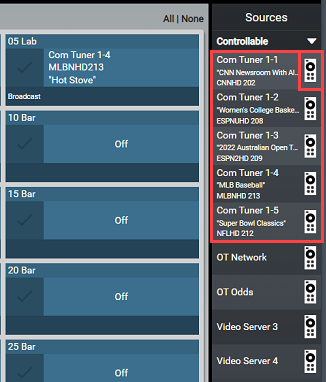 All | None
05 Lab
Com Tuner 1-4
MLBNHD213
"Hot Stove"
Broadcast
10 Bar
Off
15 Bar
Off
20 Bar
Off
25 Bar
Off
Sources
Controllable
Com Tuner 1-1
"CNN Newsroom With Al...
CNNHD 202
Com Tuner 1-2
"Women's College Baske...
ESPNUHD 208
Com Tuner 1-3
"2022 Australian Open T...
ESPN2HD 209
Com Tuner 1-4
"MLB Baseball"
MLBNHD 213
Com Tuner 1-5
"Super Bowl Classics"
NFLHD 212
OT Network
OT Odds
Video Server 3
Video Server 4